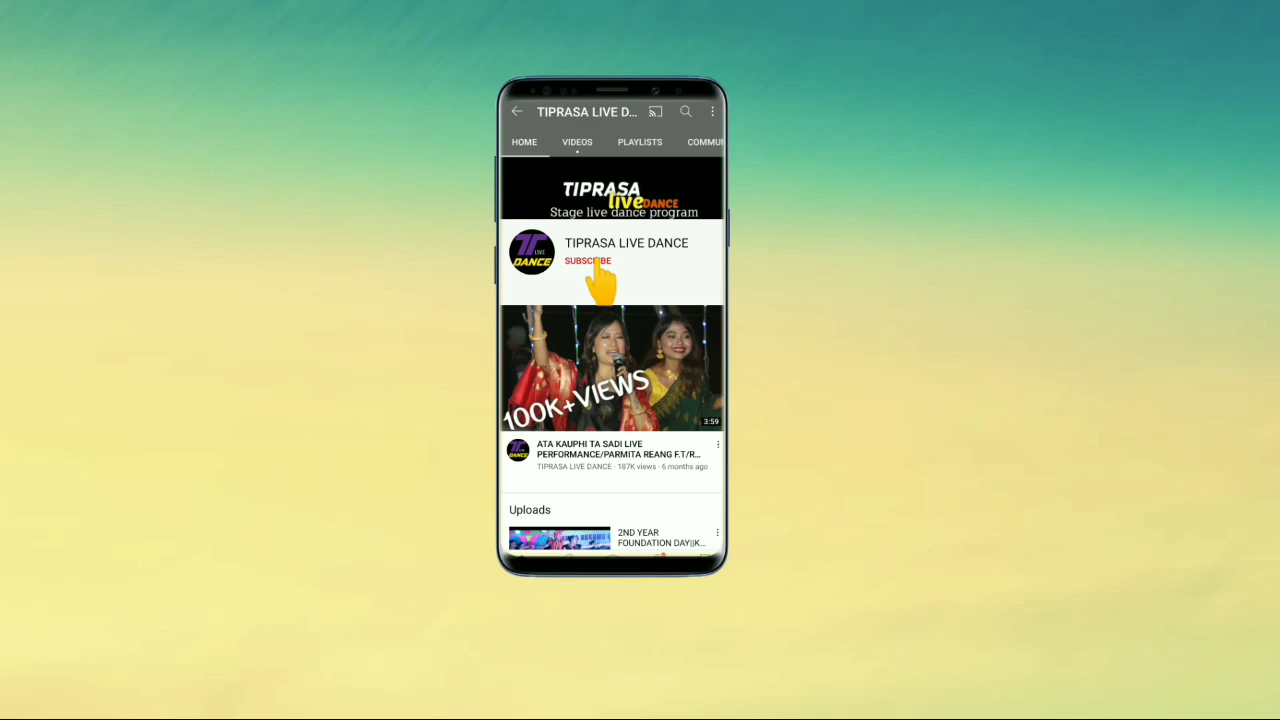 TIPRASA LIVE D...
HOME VIDEOS PLAYLISTS COMMU
TIPRASA
live DANCE
Stage live dance program
LIVE
DANCE
TIPRASA LIVE DANCE
SUBSCRIBE
100K+VIEWS
3:59
ATA KAUPHI TA SADI LIVE
PERFORMANCE/PARMITA REANG F.T/R...
TIPRASA LIVE DANCE · 187K views · 6 months ago
DANCE
Uploads
2ND YEAR
FOUNDATION DAY||K...